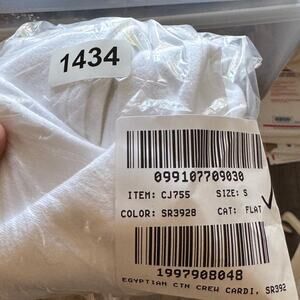 1434
099107709030
ITEM: CJ755 SIZE: S
COLOR: SR3928 CAT: FLAT
1997908048
EGYPTIAN CTN CREW CARDI, SR392